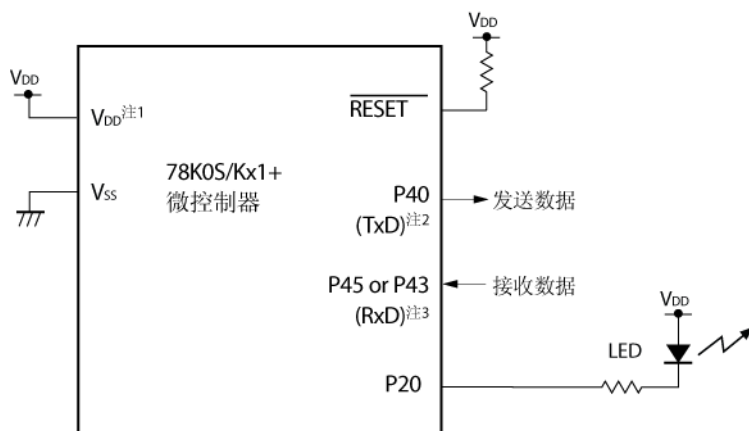 VDD
VDD
VDD注1
RESET
VSS
78K0S/Kx1+
微控制器
P40
(TxD)注2
发送数据
P45 or P43
(RxD)注3
接收数据
VDD
LED
P20